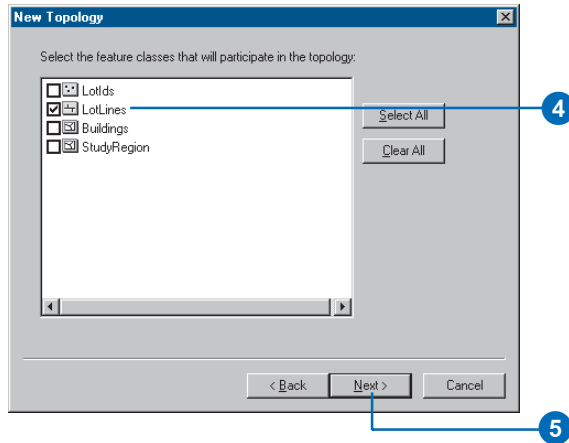 New Topology
Select the feature classes that will participate in the topology:
LotIds
LotLines
Buildings
StudyRegion
Select All
Clear All
4
< Back
Next >
Cancel
5